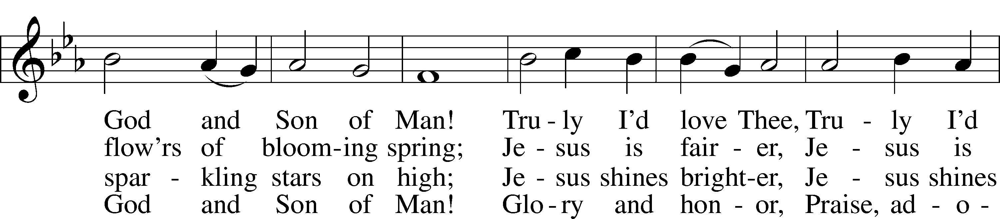 God and Son of Man! Tru - ly I'd love Thee, Tru - ly I'd
flow'rs of bloom-ing spring; Je - sus is fair - er, Je - sus is
spar - kling stars on high; Je - sus shines bright-er, Je - sus shines
God and Son of Man! Glo - ry and hon - or, Praise, ad - o -